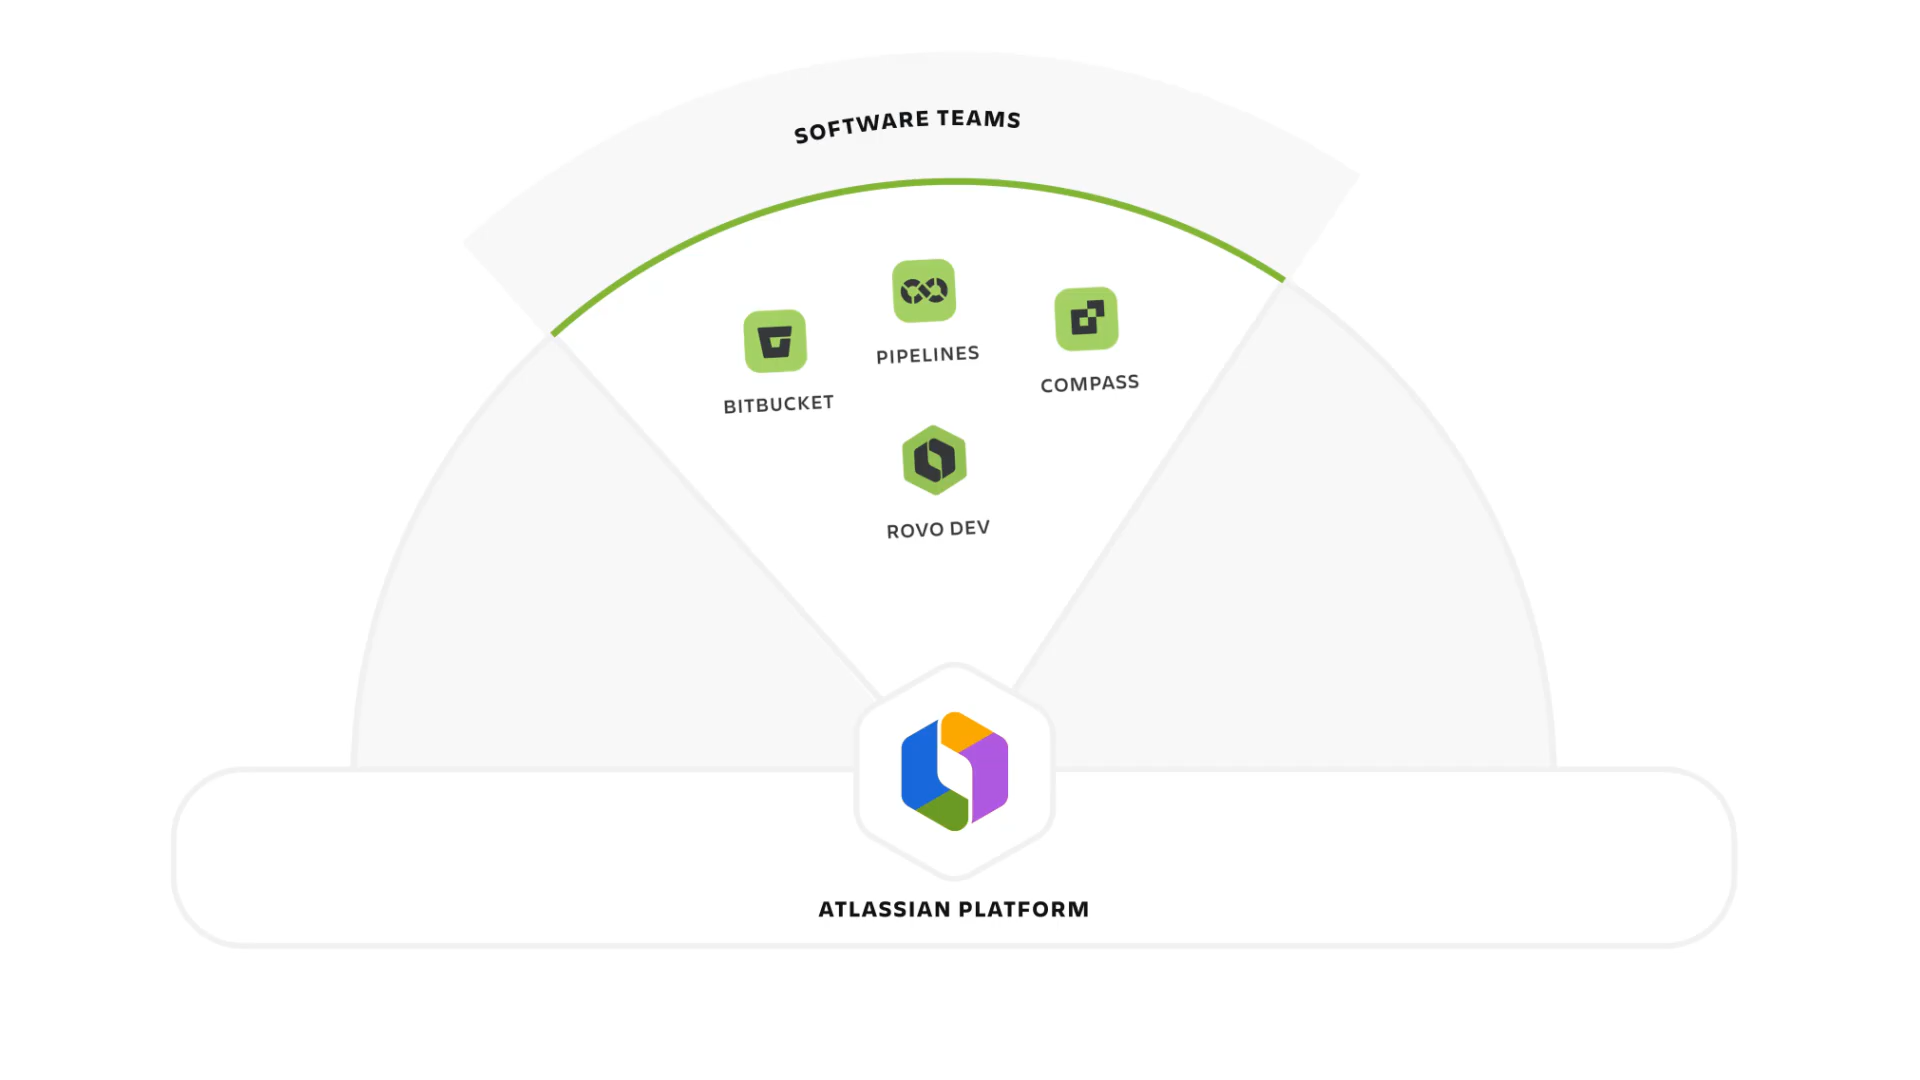 SOFTWARE TEAMS
PIPELINES
BITBUCKET
COMPASS
ROVO DEV
ATLASSIAN PLATFORM